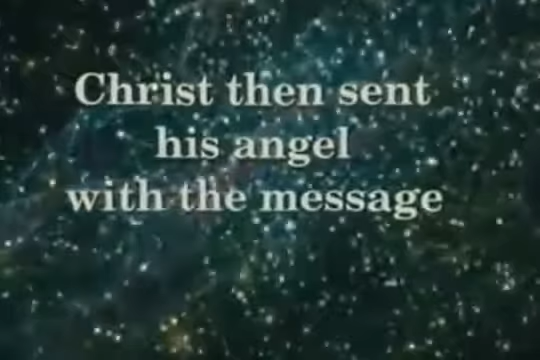 Christ then sent
his angel
with the message